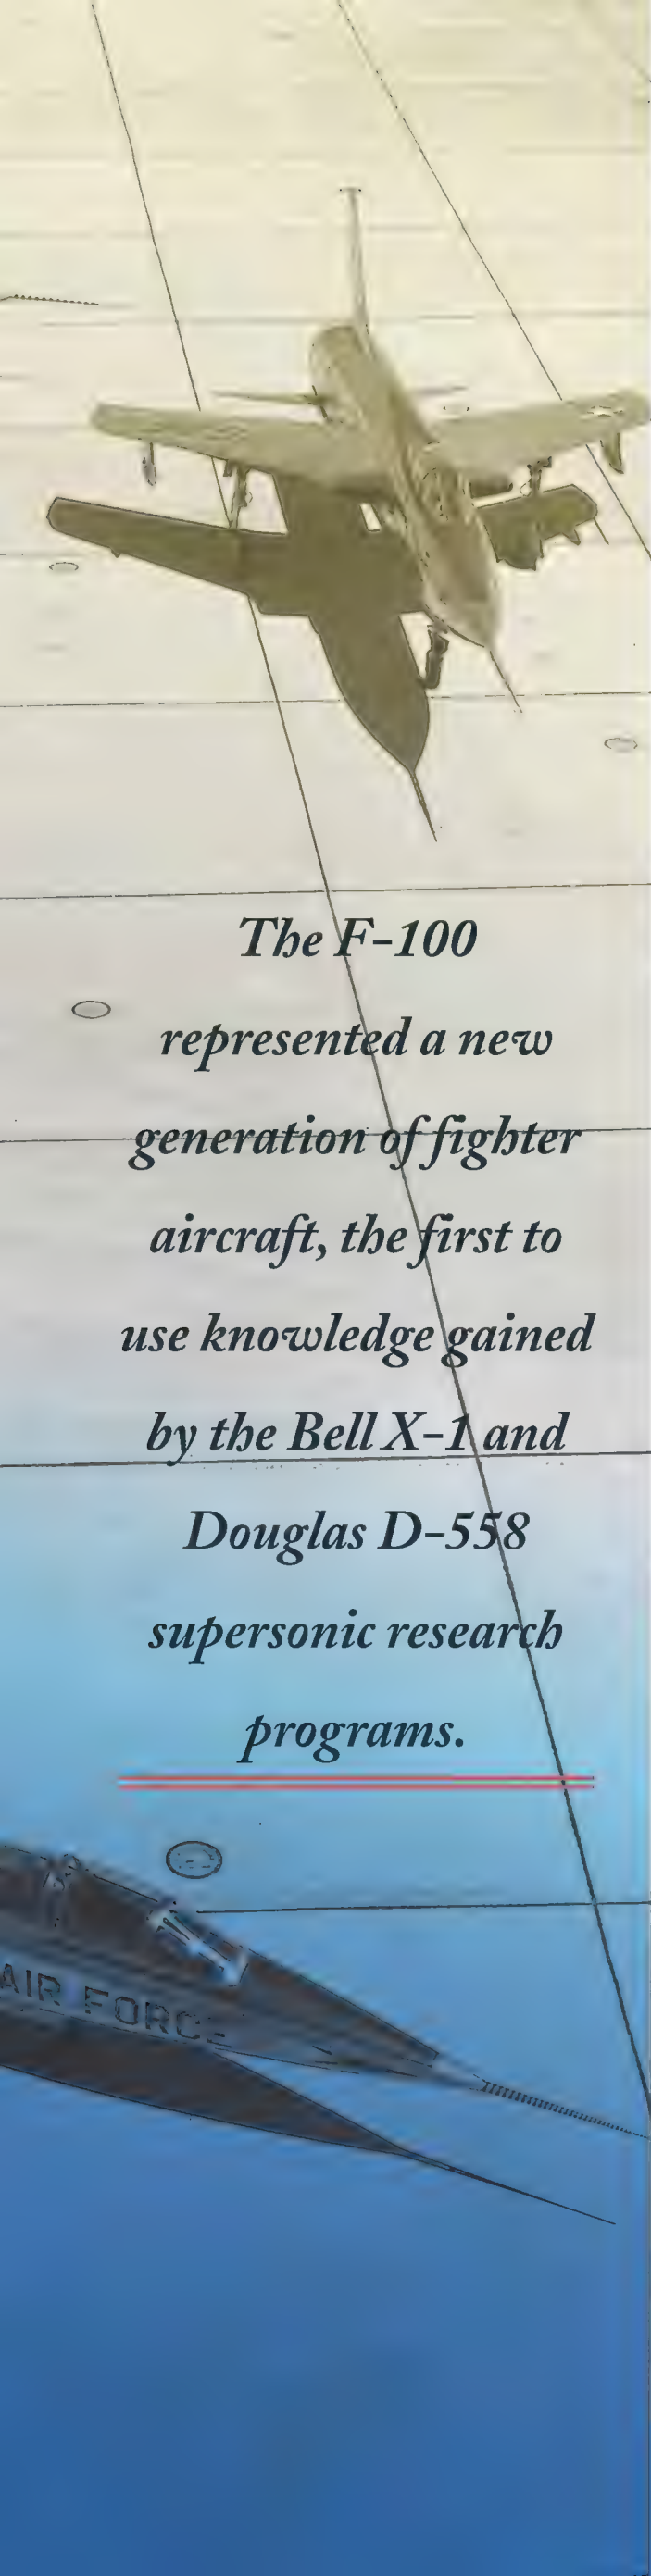 The F-100
represented a new
generation of fighter
aircraft, the first to
use knowledge gained
by the Bell X-1 and
Douglas D-558
supersonic research
programs.
AIR FORCE